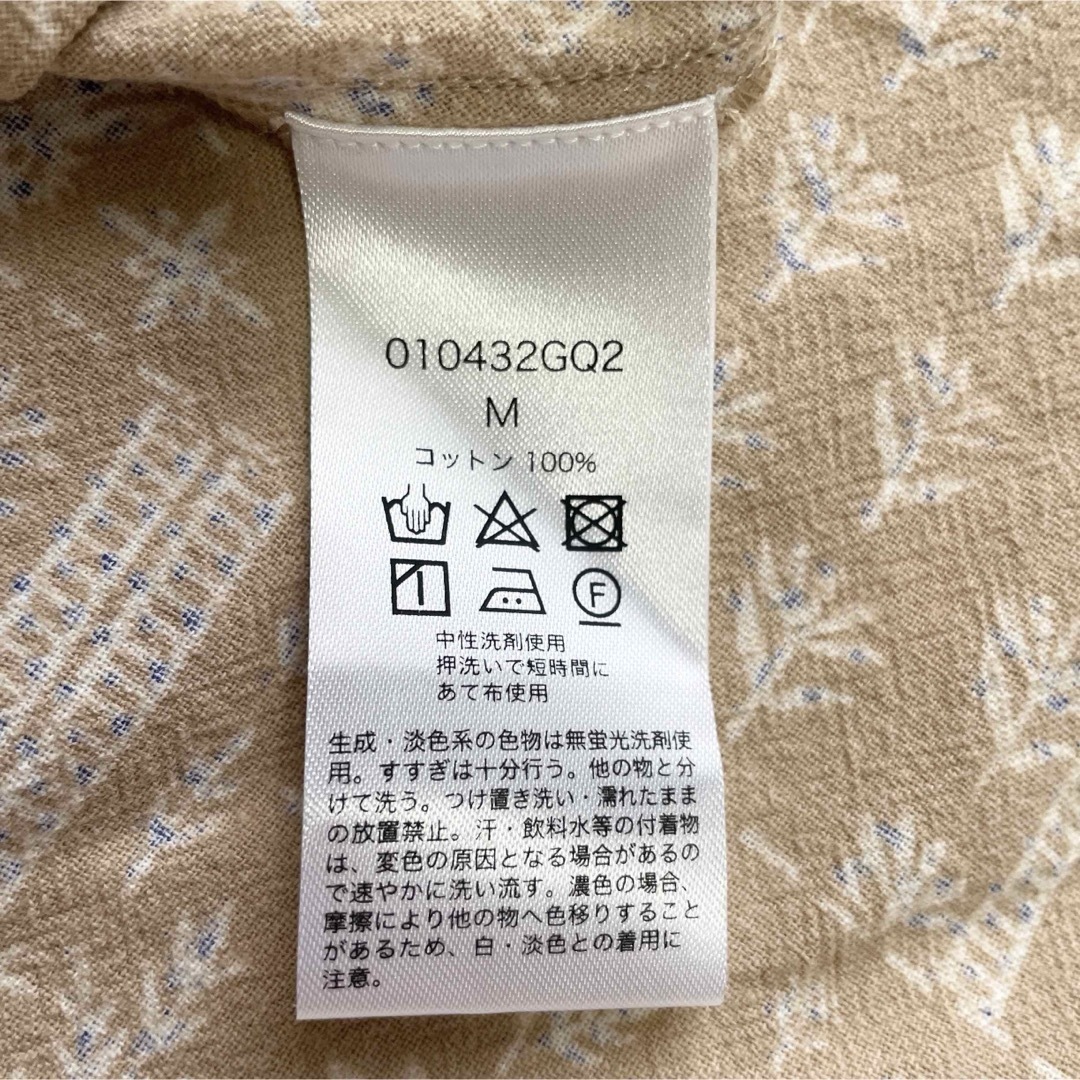 010432GQ2
M
コットン 100%
F
中性洗剤使用
押洗いで短時間に
あて布使用
生成・淡色系の色物は無蛍光洗剤使
用。すすぎは十分行う。他の物と分
けて洗う。つけ置き洗い・濡れたまま
の放置禁止。汗・飲料水等の付着物
は、変色の原因となる場合があるの
で速やかに洗い流す。濃色の場合、
摩擦により他の物へ色移りすること
があるため、白・淡色との着用に
注意。